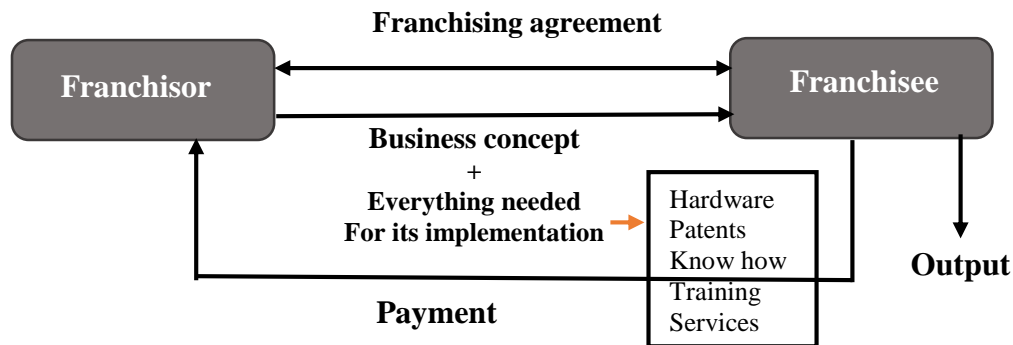 Franchising agreement
Franchisor
Franchisee
Business concept
+
Everything needed
For its implementation
Hardware
Patents
Know how
Training
Services
Output
Payment